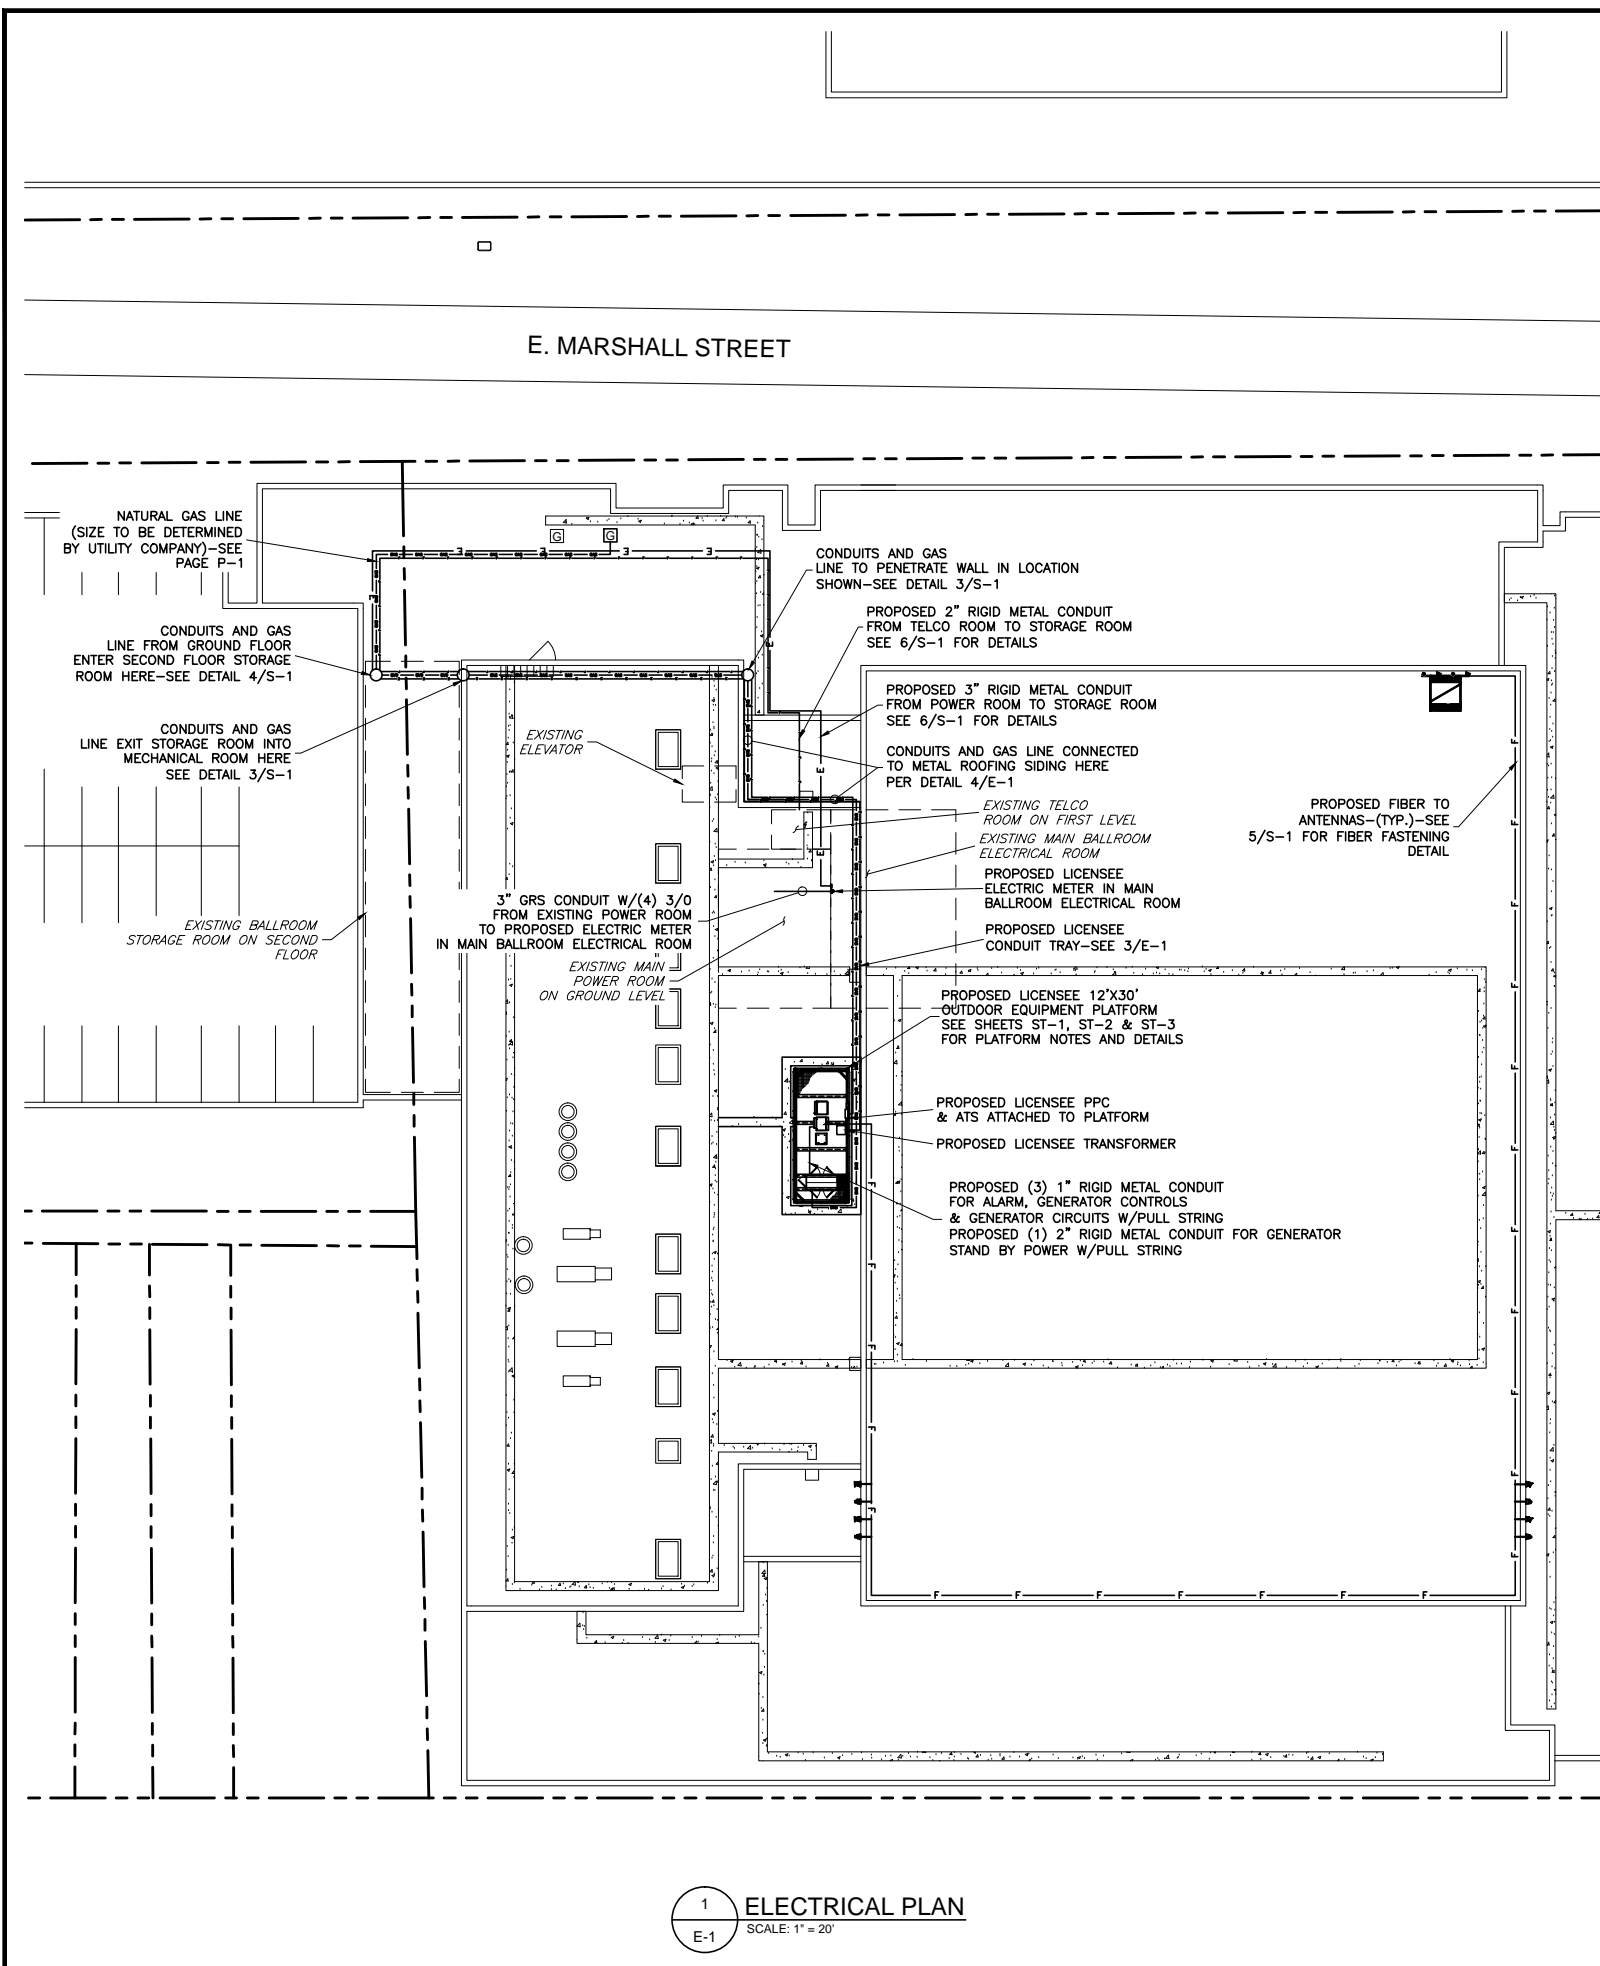 E. MARSHALL STREET
NATURAL GAS LINE
(SIZE TO BE DETERMINED
BY UTILITY COMPANY)-SEE
PAGE P-1
G
G
CONDUITS AND GAS
LINE TO PENETRATE WALL IN LOCATION
SHOWN-SEE DETAIL 3/S-1
PROPOSED 2" RIGID METAL CONDUIT
FROM TELCO ROOM TO STORAGE ROOM
SEE 6/S-1 FOR DETAILS
CONDUITS AND GAS
LINE FROM GROUND FLOOR
ENTER SECOND FLOOR STORAGE
ROOM HERE-SEE DETAIL 4/S-1
PROPOSED 3" RIGID METAL CONDUIT
FROM POWER ROOM TO STORAGE ROOM
SEE 6/S-1 FOR DETAILS
CONDUITS AND GAS
LINE EXIT STORAGE ROOM INTO
MECHANICAL ROOM HERE
SEE DETAIL 3/S-1
EXISTING
ELEVATOR
CONDUITS AND GAS LINE CONNECTED
TO METAL ROOFING SIDING HERE
PER DETAIL 4/E-1
EXISTING TELCO
ROOM ON FIRST LEVEL
EXISTING MAIN BALLROOM
ELECTRICAL ROOM
PROPOSED FIBER TO
ANTENNAS-(TYP.)-SEE
5/S-1 FOR FIBER FASTENING
DETAIL
PROPOSED LICENSEE
ELECTRIC METER IN MAIN
BALLROOM ELECTRICAL ROOM
3" GRS CONDUIT W/(4) 3/0
FROM EXISTING POWER ROOM
TO PROPOSED ELECTRIC METER
IN MAIN BALLROOM ELECTRICAL ROOM
EXISTING BALLROOM
STORAGE ROOM ON SECOND
FLOOR
PROPOSED LICENSEE
CONDUIT TRAY-SEE 3/E-1
EXISTING MAIN
POWER ROOM
ON GROUND LEVEL
PROPOSED LICENSEE 12'X30'
OUTDOOR EQUIPMENT PLATFORM
SEE SHEETS ST-1, ST-2 & ST-3
FOR PLATFORM NOTES AND DETAILS
PROPOSED LICENSEE PPC
& ATS ATTACHED TO PLATFORM
PROPOSED LICENSEE TRANSFORMER
PROPOSED (3) 1" RIGID METAL CONDUIT
FOR ALARM, GENERATOR CONTROLS
& GENERATOR CIRCUITS W/PULL STRING
PROPOSED (1) 2" RIGID METAL CONDUIT FOR GENERATOR
STAND BY POWER W/PULL STRING
F F F F F F F
1
E-1
ELECTRICAL PLAN
SCALE: 1" = 20'